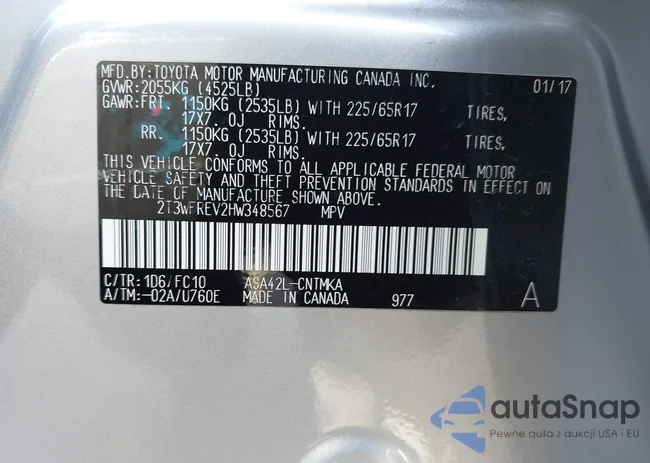 MFD.BY:TOYOTA MOTOR MANUFACTURING CANADA INC. 01/17
GVWR:2055KG (4525LB)
GAWR:FRT. 1150KG (2535LB) WITH 225/65R17 TIRES,
17X7. 0J RIMS.
RR. 1150KG (2535LB) WITH 225/65R17 TIRES,
17X7. 0J RIMS.
THIS VEHICLE CONFORMS TO ALL APPLICABLE FEDERAL MOTOR
VEHICLE SAFETY AND THEFT PREVENTION STANDARDS IN EFFECT ON
THE DATE OF MANUFACTURE SHOWN ABOVE.
2T3WFREV2HW348567 MPV
C/TR:1D6/FC10 ASA42L-CNTMKA
A/TM:-02A/U760E MADE IN CANADA 977 A
autaSnap
Pewne auta z aukcji USA i EU